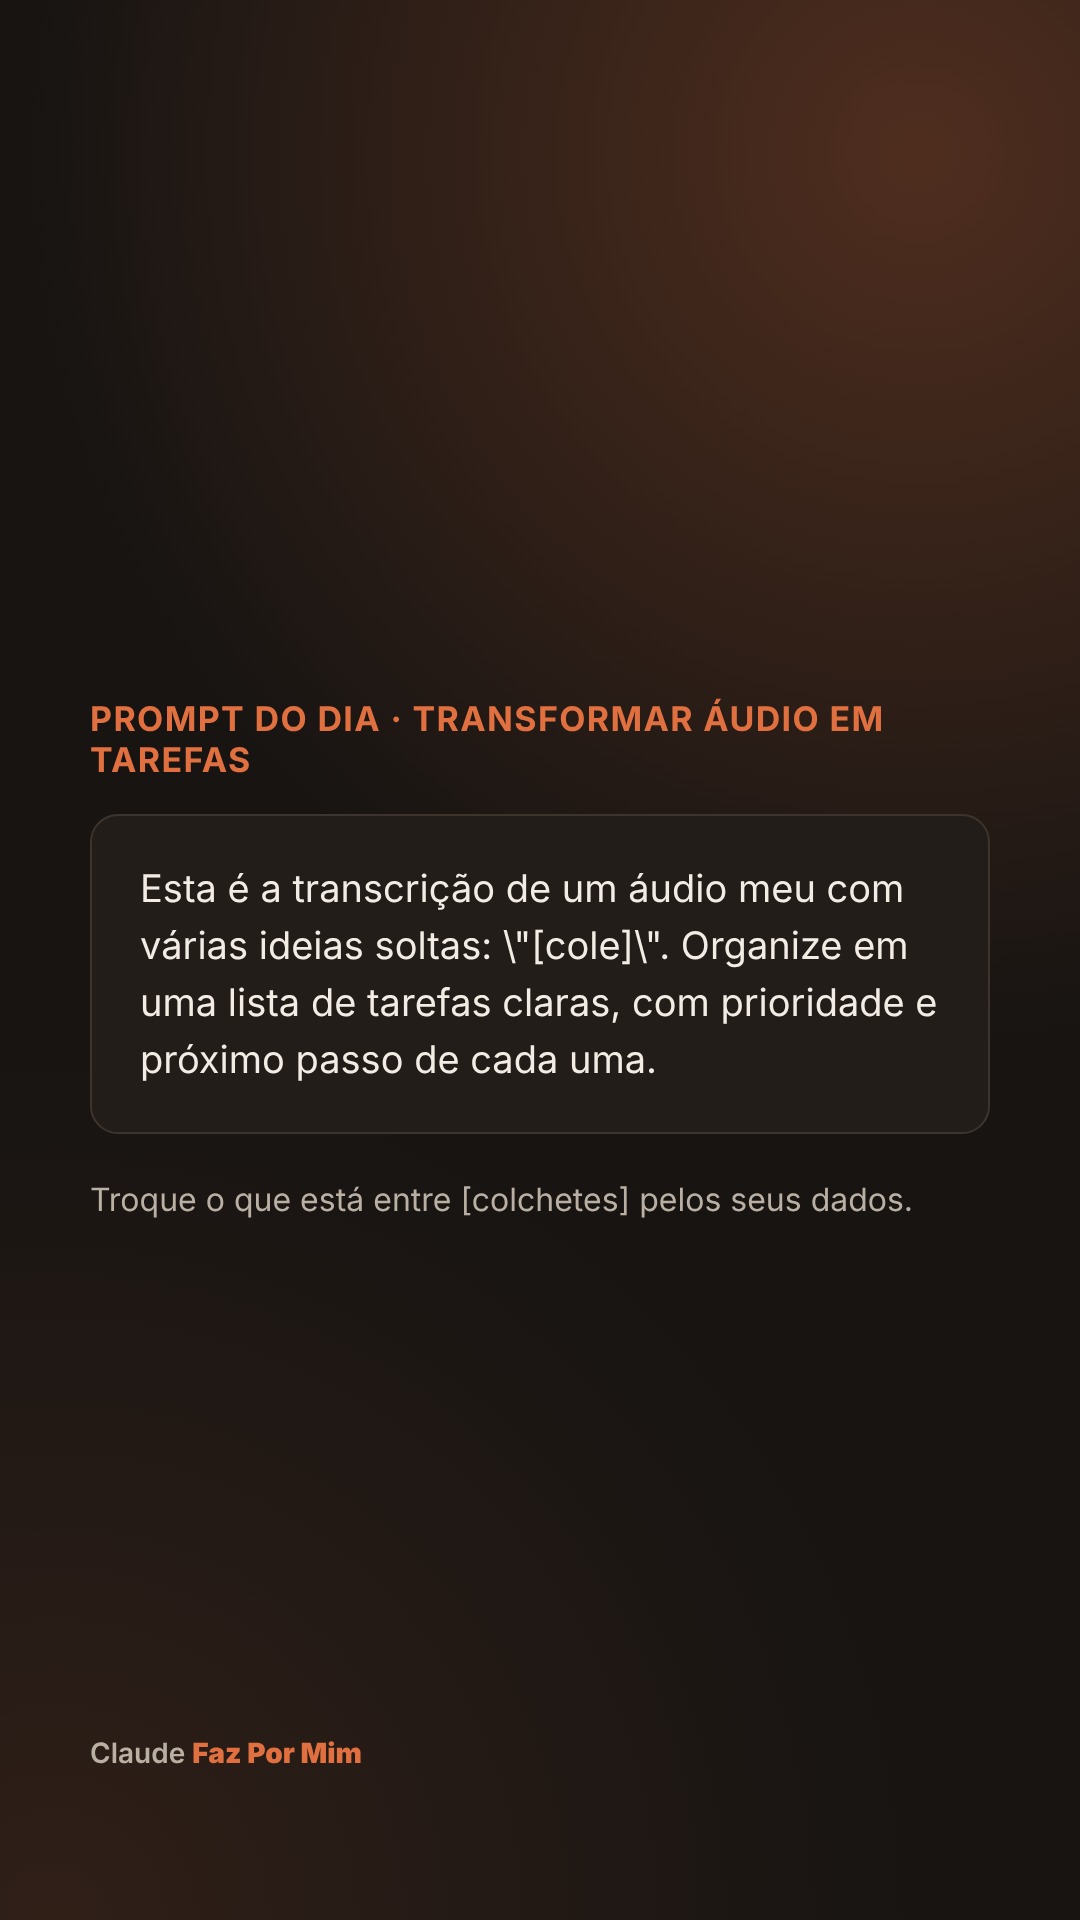 PROMPT DO DIA · TRANSFORMAR ÁUDIO EM
TAREFAS
Esta é a transcrição de um áudio meu com
várias ideias soltas: \"[cole]\". Organize em
uma lista de tarefas claras, com prioridade e
próximo passo de cada uma.
Troque o que está entre [colchetes] pelos seus dados.
Claude Faz Por Mim